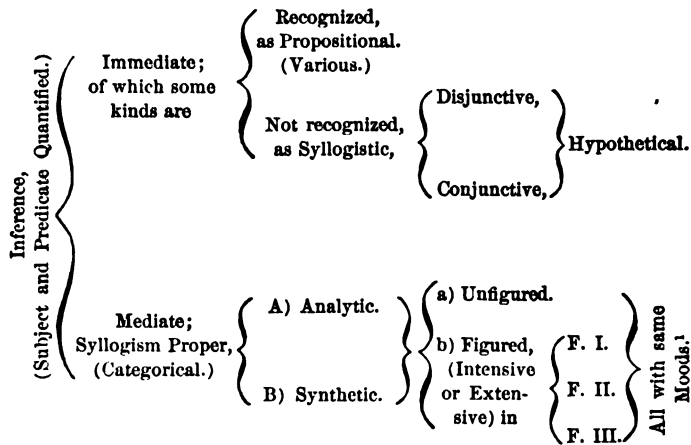 Inference,
(Subject and Predicate Quantified.)
Immediate;
of which some
kinds are
Recognized,
as Propositional.
(Various.)
Not recognized,
as Syllogistic,
Disjunctive,
Conjunctive,
Hypothetical.
Mediate;
Syllogism Proper,
(Categorical.)
A) Analytic.
B) Synthetic.
a) Unfigured.
b) Figured,
(Intensive
or Exten-
sive) in
F. I.
F. II.
F. III.
All with same
Moods.¹